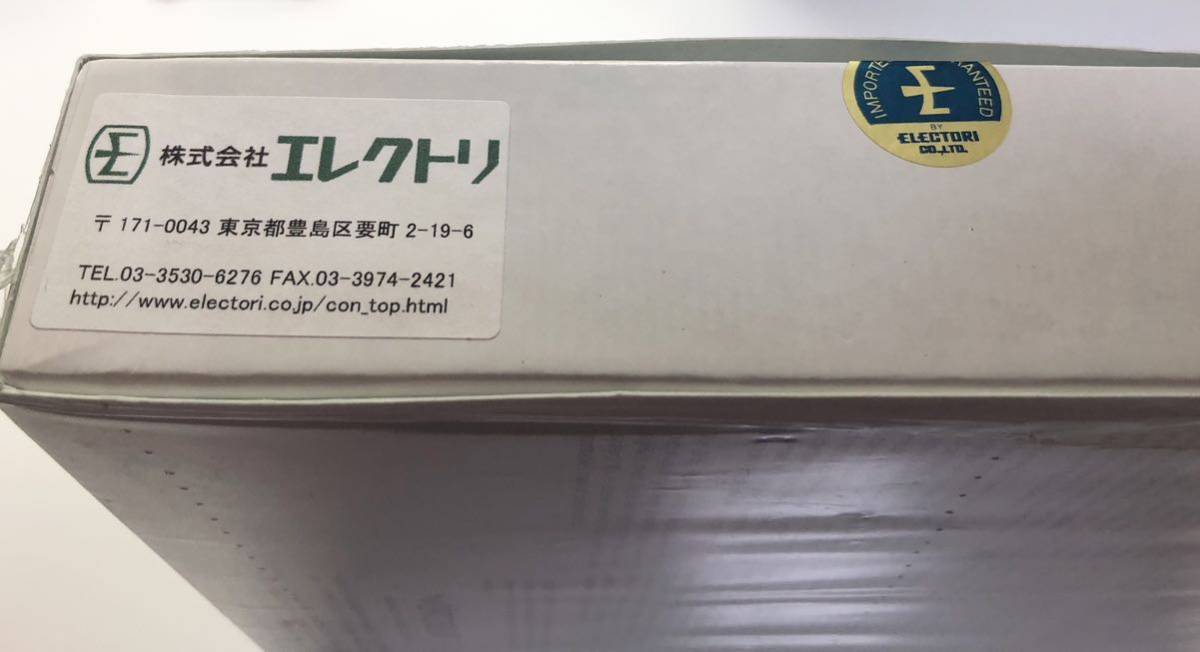 株式会社 エレクトリ
〒171-0043 東京都豊島区要町 2-19-6
TEL.03-3530-6276 FAX.03-3974-2421
http://www.electori.co.jp/con_top.html
BY
ELECTORI
CO.,LTD.